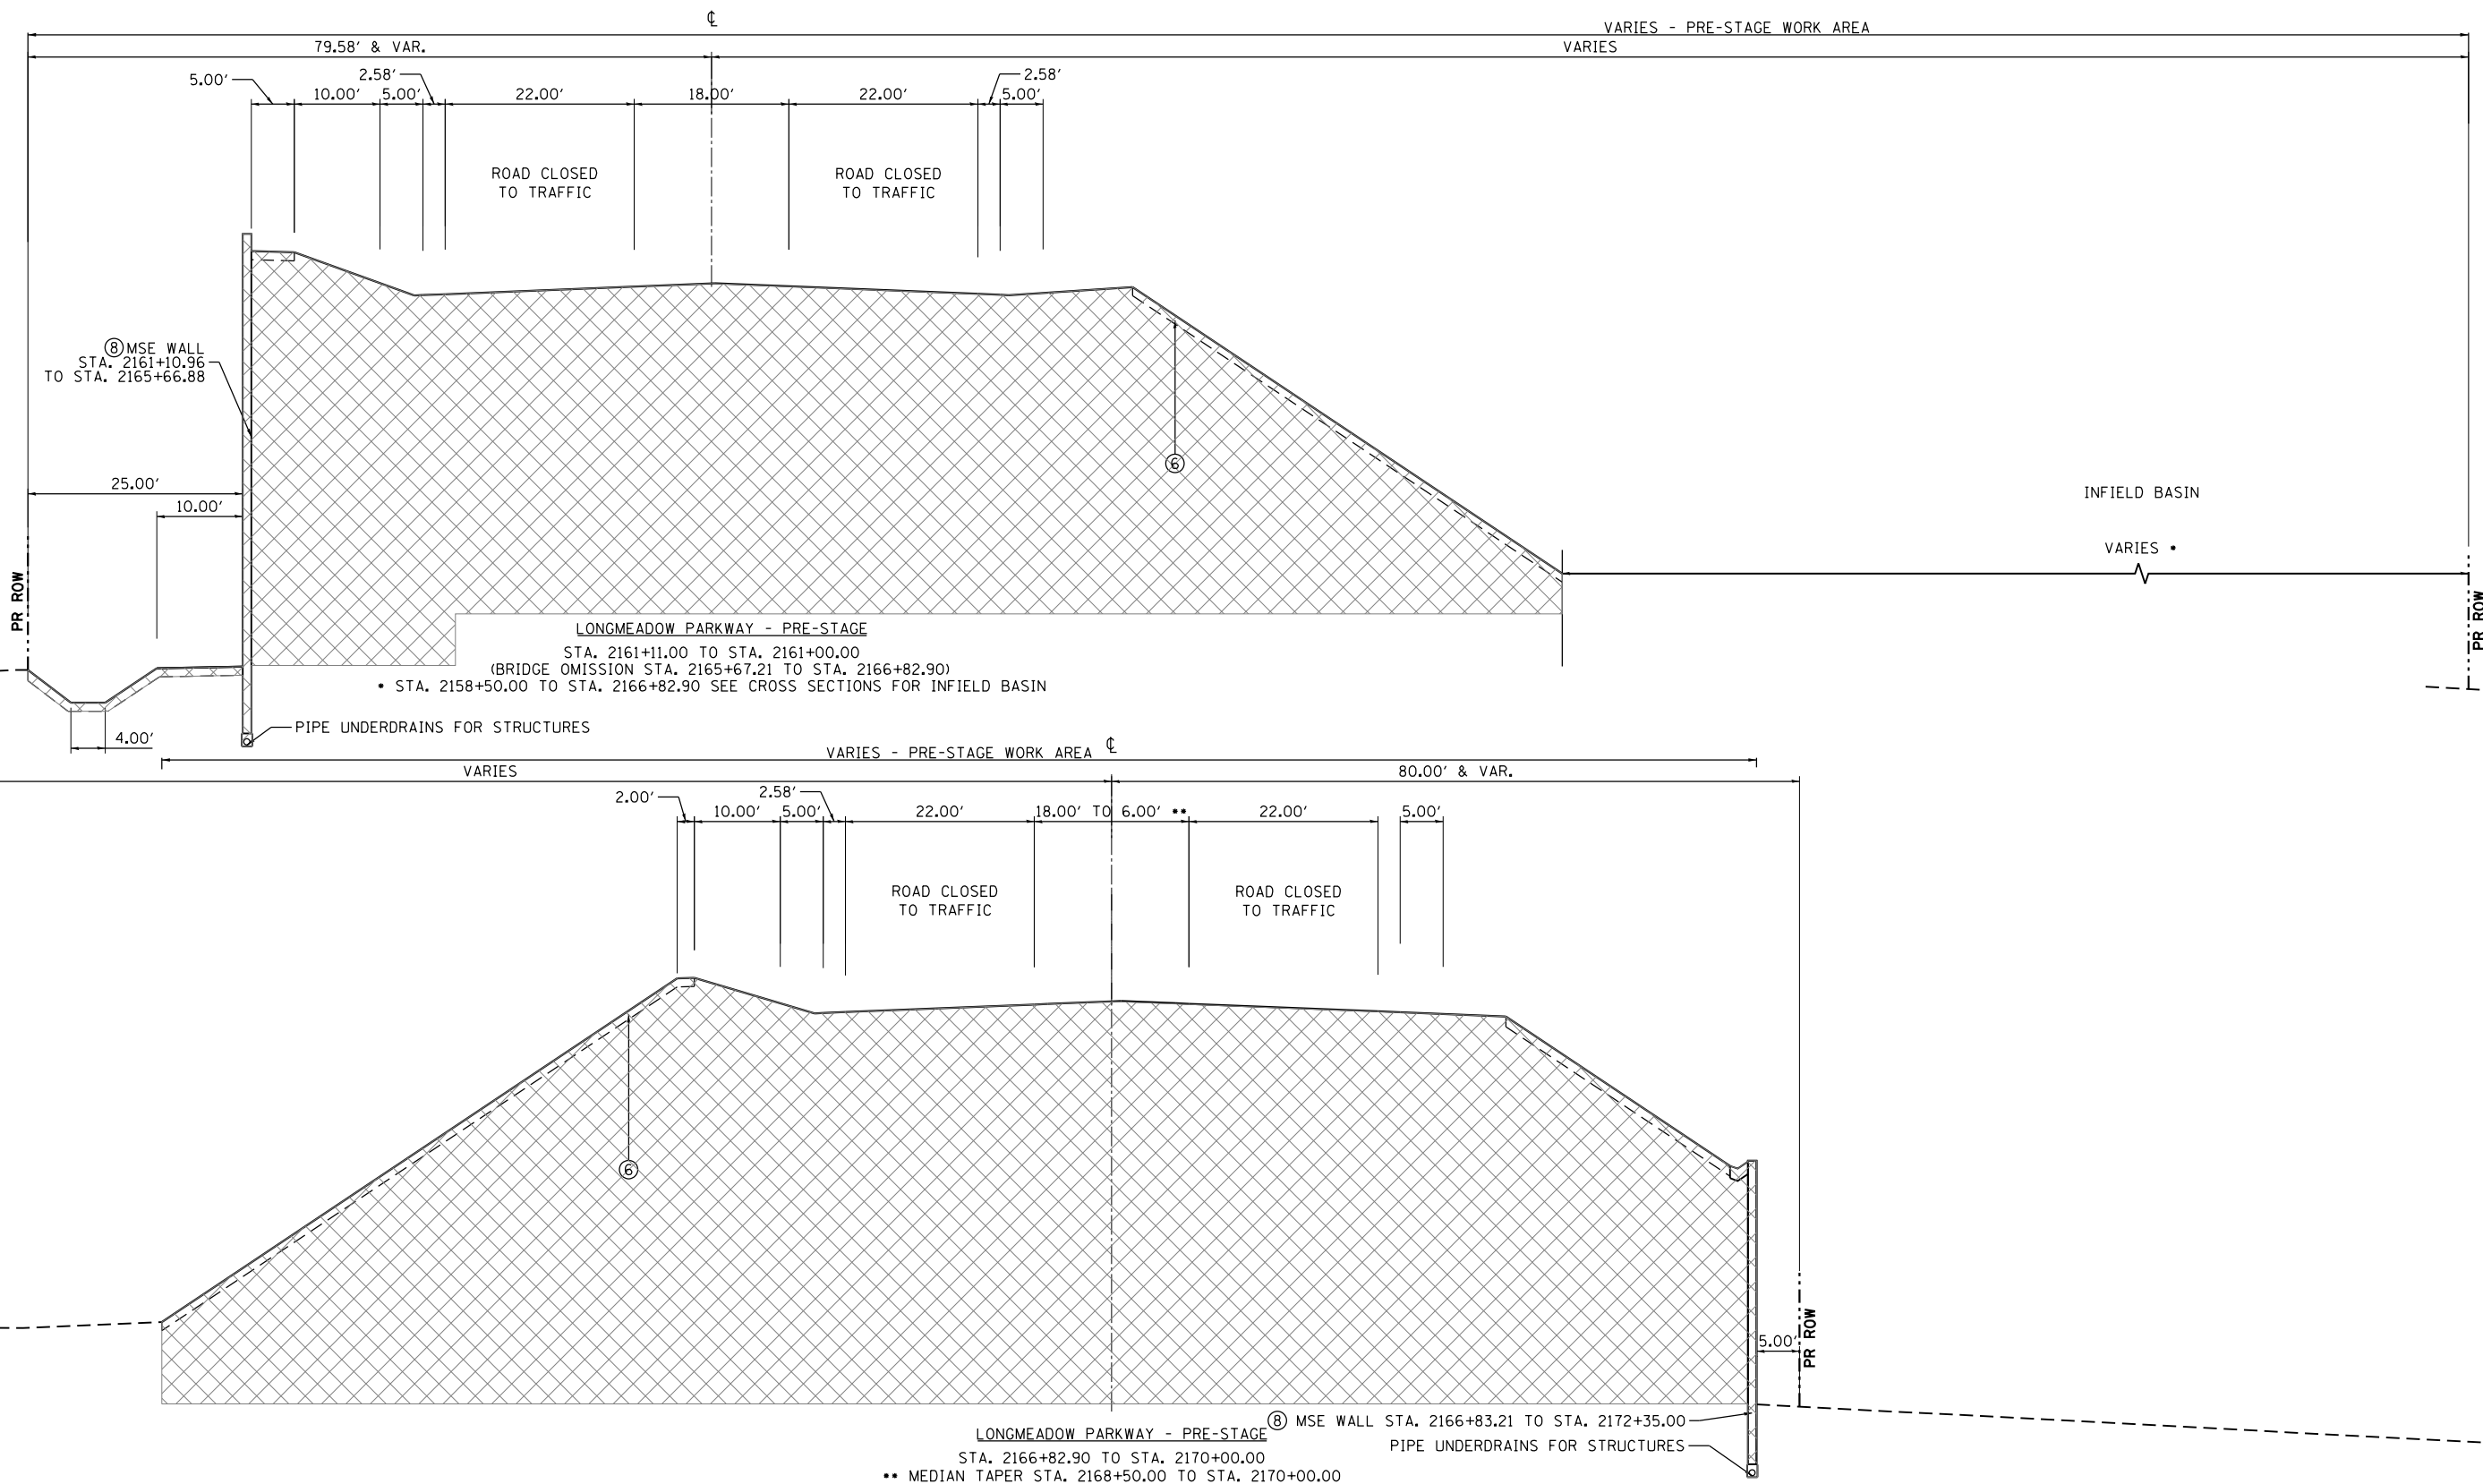 ℄
VARIES - PRE-STAGE WORK AREA
79.58' & VAR.
VARIES
5.00'
2.58'
2.58'
10.00'
5.00'
22.00'
18.00'
22.00'
5.00'
ROAD CLOSED
TO TRAFFIC
ROAD CLOSED
TO TRAFFIC
8 MSE WALL
STA. 2161+10.96
TO STA. 2165+66.88
6
25.00'
10.00'
INFIELD BASIN
VARIES *
PR ROW
PR ROW
LONGMEADOW PARKWAY - PRE-STAGE
STA. 2161+11.00 TO STA. 2161+00.00
(BRIDGE OMISSION STA. 2165+67.21 TO STA. 2166+82.90)
* STA. 2158+50.00 TO STA. 2166+82.90 SEE CROSS SECTIONS FOR INFIELD BASIN
PIPE UNDERDRAINS FOR STRUCTURES
4.00'
℄
VARIES - PRE-STAGE WORK AREA
VARIES
80.00' & VAR.
2.00'
2.58'
10.00'
5.00'
22.00'
18.00' TO 6.00' **
22.00'
5.00'
ROAD CLOSED
TO TRAFFIC
ROAD CLOSED
TO TRAFFIC
6
5.00'
PR ROW
8 MSE WALL STA. 2166+83.21 TO STA. 2172+35.00
LONGMEADOW PARKWAY - PRE-STAGE
PIPE UNDERDRAINS FOR STRUCTURES
STA. 2166+82.90 TO STA. 2170+00.00
** MEDIAN TAPER STA. 2168+50.00 TO STA. 2170+00.00